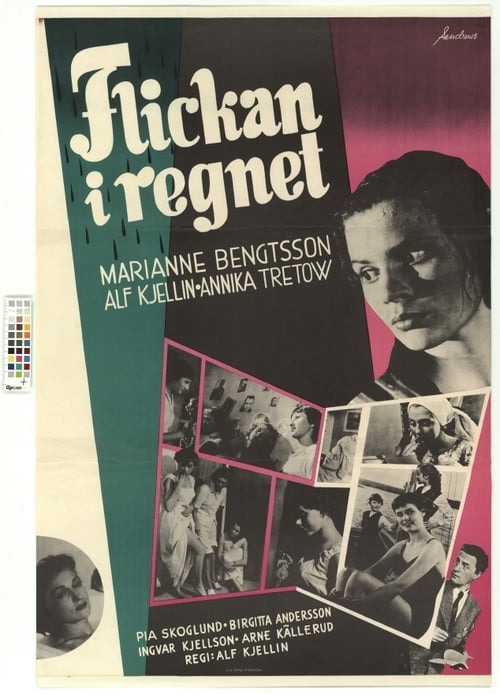 Sandrews
Flickan
i regnet
MARIANNE BENGTSSON
ALF KJELLIN • ANNIKA TRETOW
PIA SKOGLUND • BIRGITTA ANDERSSON
INGVAR KJELLSON • ARNE KÄLLERUD
REGI: ALF KJELLIN